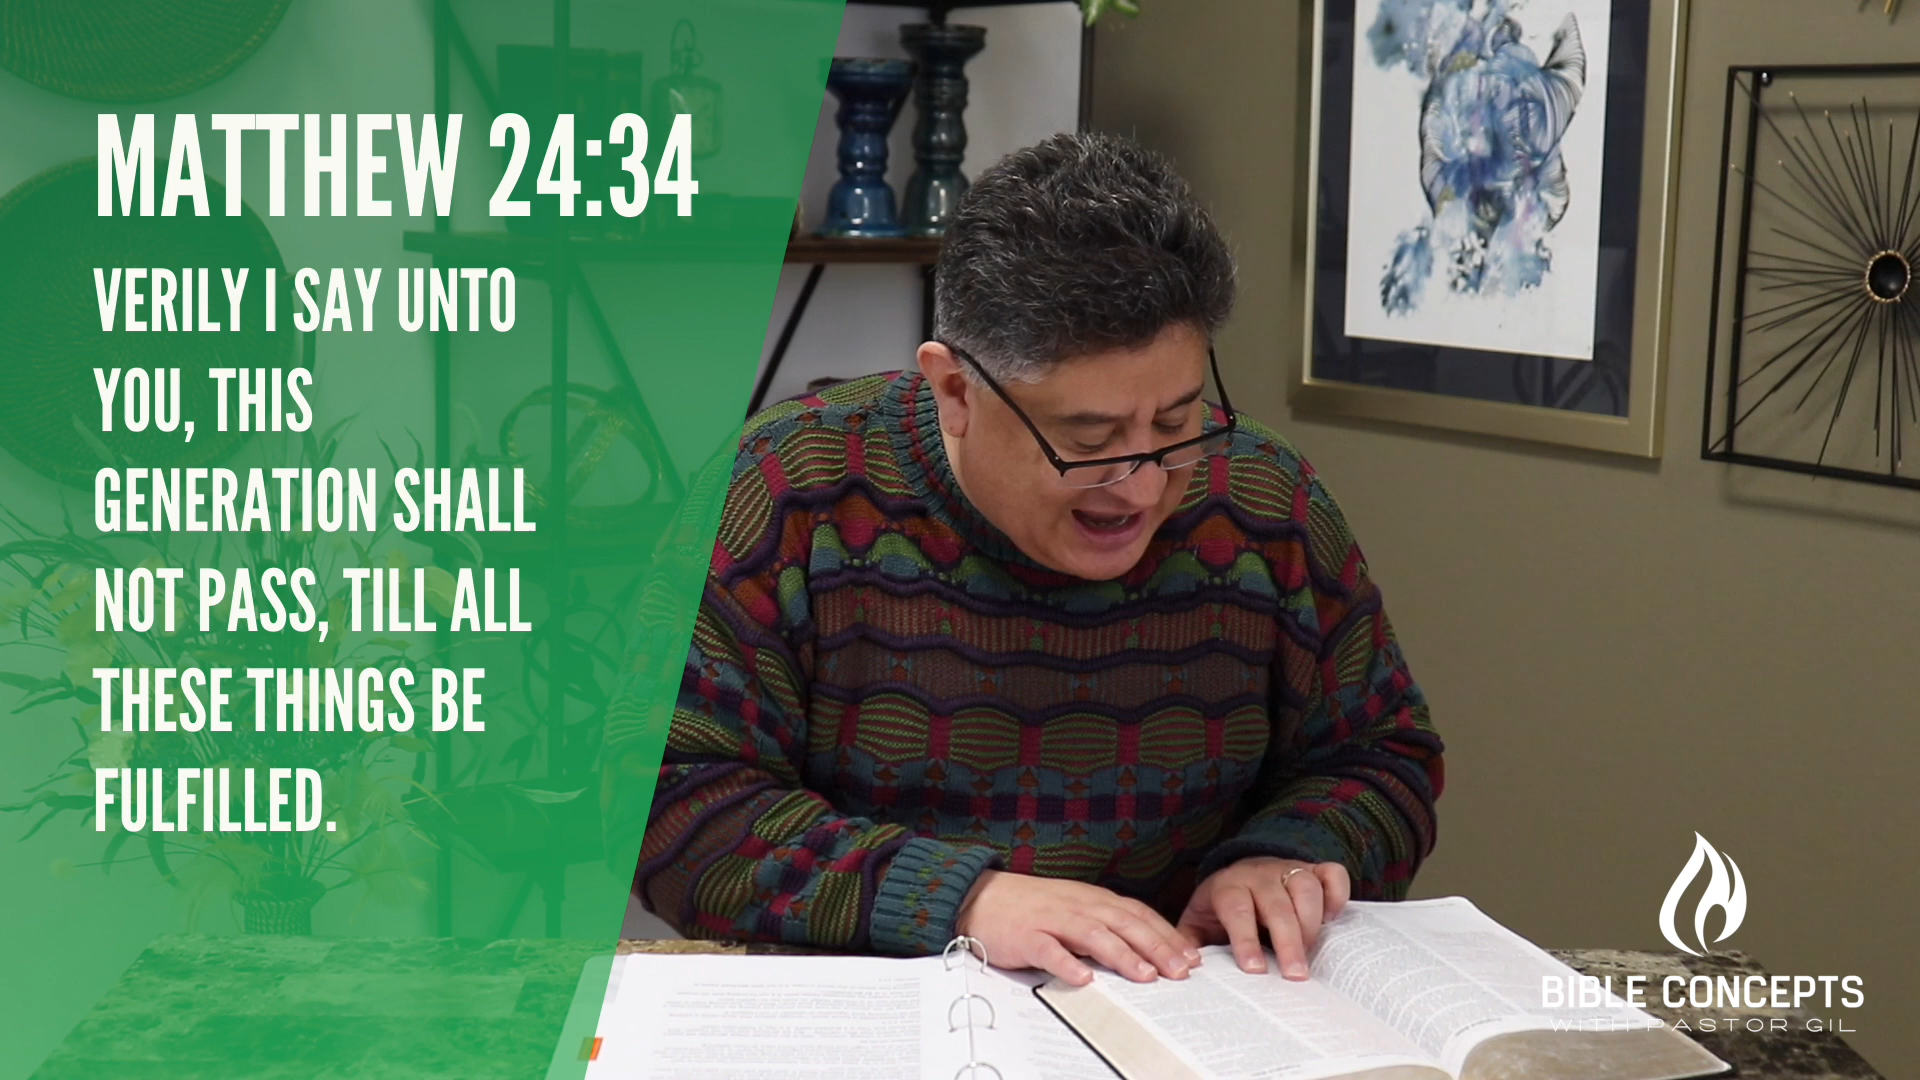 MATTHEW 24:34
VERILY I SAY UNTO
YOU, THIS
GENERATION SHALL
NOT PASS, TILL ALL
THESE THINGS BE
FULFILLED.
BIBLE CONCEPTS
WITH PASTOR GIL